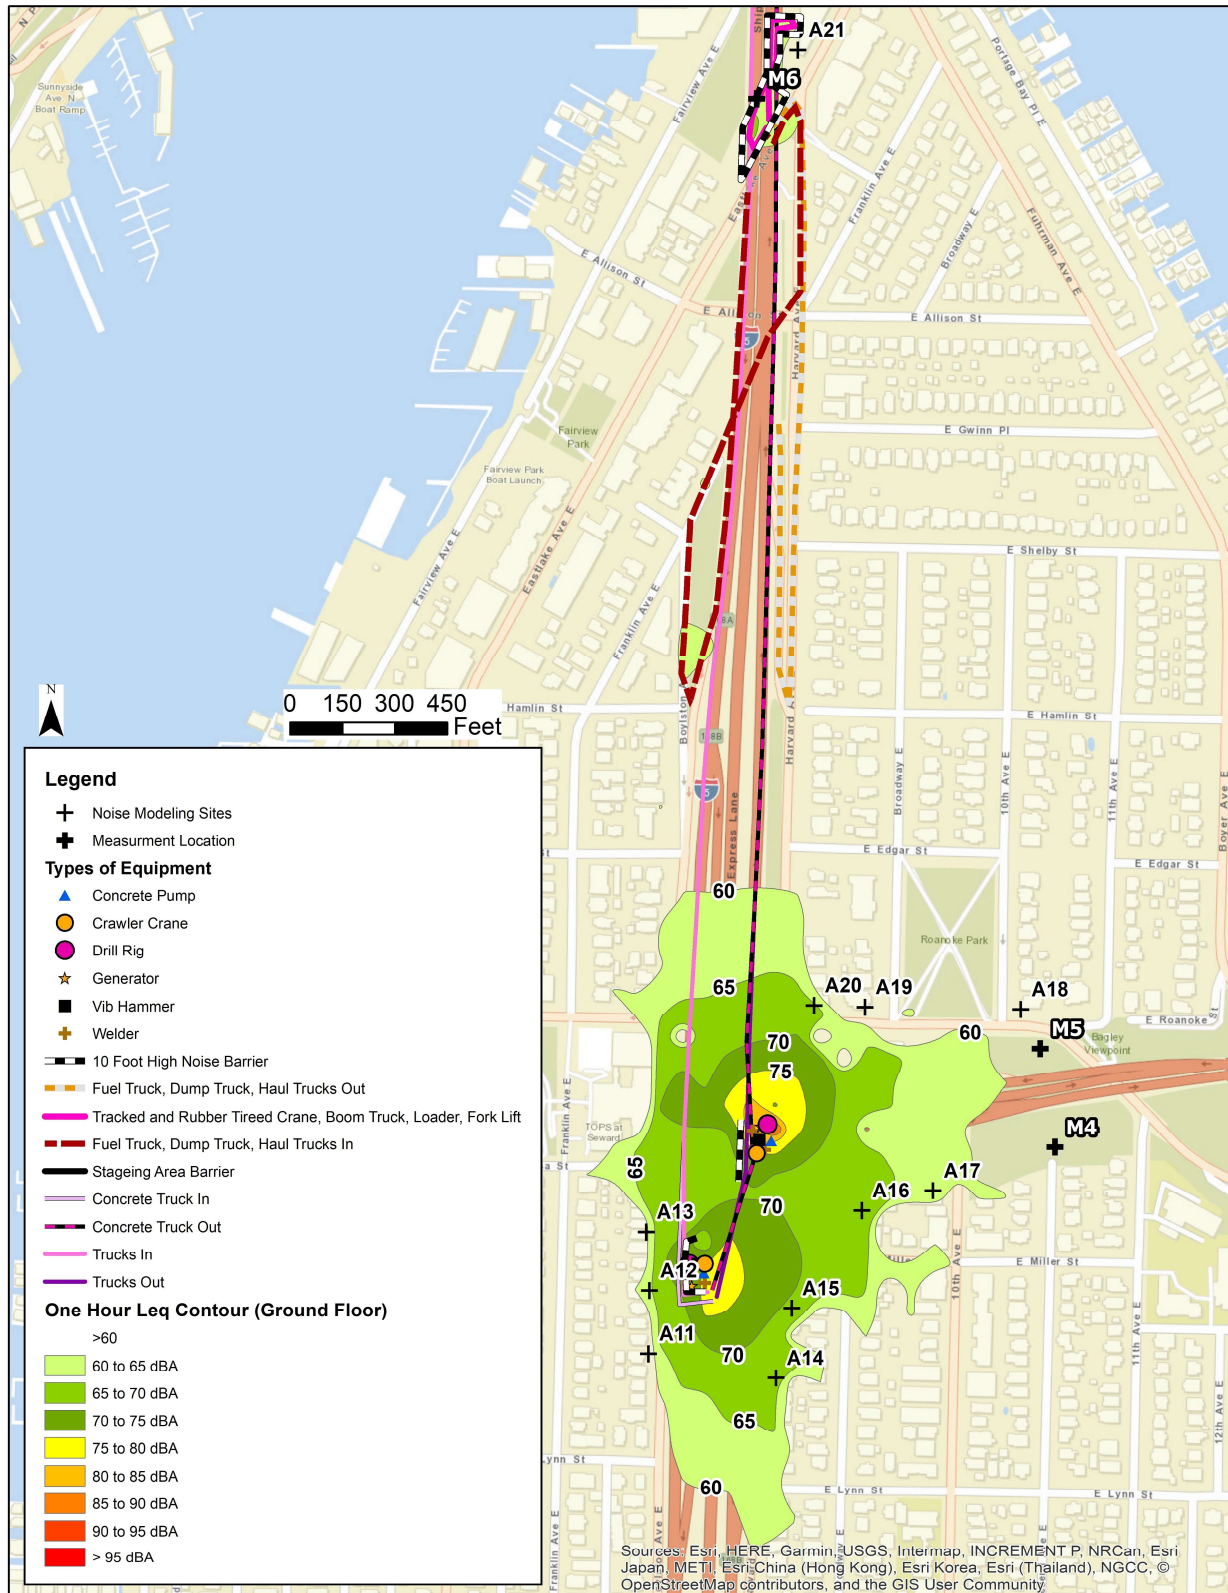 Sunnyside
Ave N
Boat Ramp
N
Ship
A21
M6
Fairview Ave E
Portage Bay Pl E
Franklin Ave E
Broadway E
Fuhrman Ave E
E Allison St
E Allison
E Allison St
5
Harvard Ave
E Gwinn Pl
Fairview
Park
Fairview Park
Boat Launch
Fairview Ave E
Eastlake Ave E
E Shelby St
Franklin Ave E
8A
Hamlin St
E Hamlin St
Boylston A
Harvard A
168B
5
Express Lane
Broadway E
10th Ave E
11th Ave E
Boyer Ave E
E Edgar St
E Edgar St
Roanoke Park
N
0 150 300 450
Feet
60
65
A20
A19
A18
E Roanoke St
60
M5
Bagley
Viewpoint
70
75
Franklin Ave E
TOPS at
Seward
M4
65
A17
A16
70
A13
A12
E Miller St
10th Ave E
A15
A11
70
A14
11th Ave E
65
12th Ave E
Lynn St
60
E Lynn St
E Lynn St
Franklin Ave E
Legend
Noise Modeling Sites
Measurment Location
Types of Equipment
Concrete Pump
Crawler Crane
Drill Rig
Generator
Vib Hammer
Welder
10 Foot High Noise Barrier
Fuel Truck, Dump Truck, Haul Trucks Out
Tracked and Rubber Tireed Crane, Boom Truck, Loader, Fork Lift
Fuel Truck, Dump Truck, Haul Trucks In
Stageing Area Barrier
Concrete Truck In
Concrete Truck Out
Trucks In
Trucks Out
One Hour Leq Contour (Ground Floor)
>60
60 to 65 dBA
65 to 70 dBA
70 to 75 dBA
75 to 80 dBA
80 to 85 dBA
85 to 90 dBA
90 to 95 dBA
> 95 dBA
Sources: Esri, HERE, Garmin, USGS, Intermap, INCREMENT P, NRCan, Esri
Japan, METI, Esri China (Hong Kong), Esri Korea, Esri (Thailand), NGCC, ©
OpenStreetMap contributors, and the GIS User Community